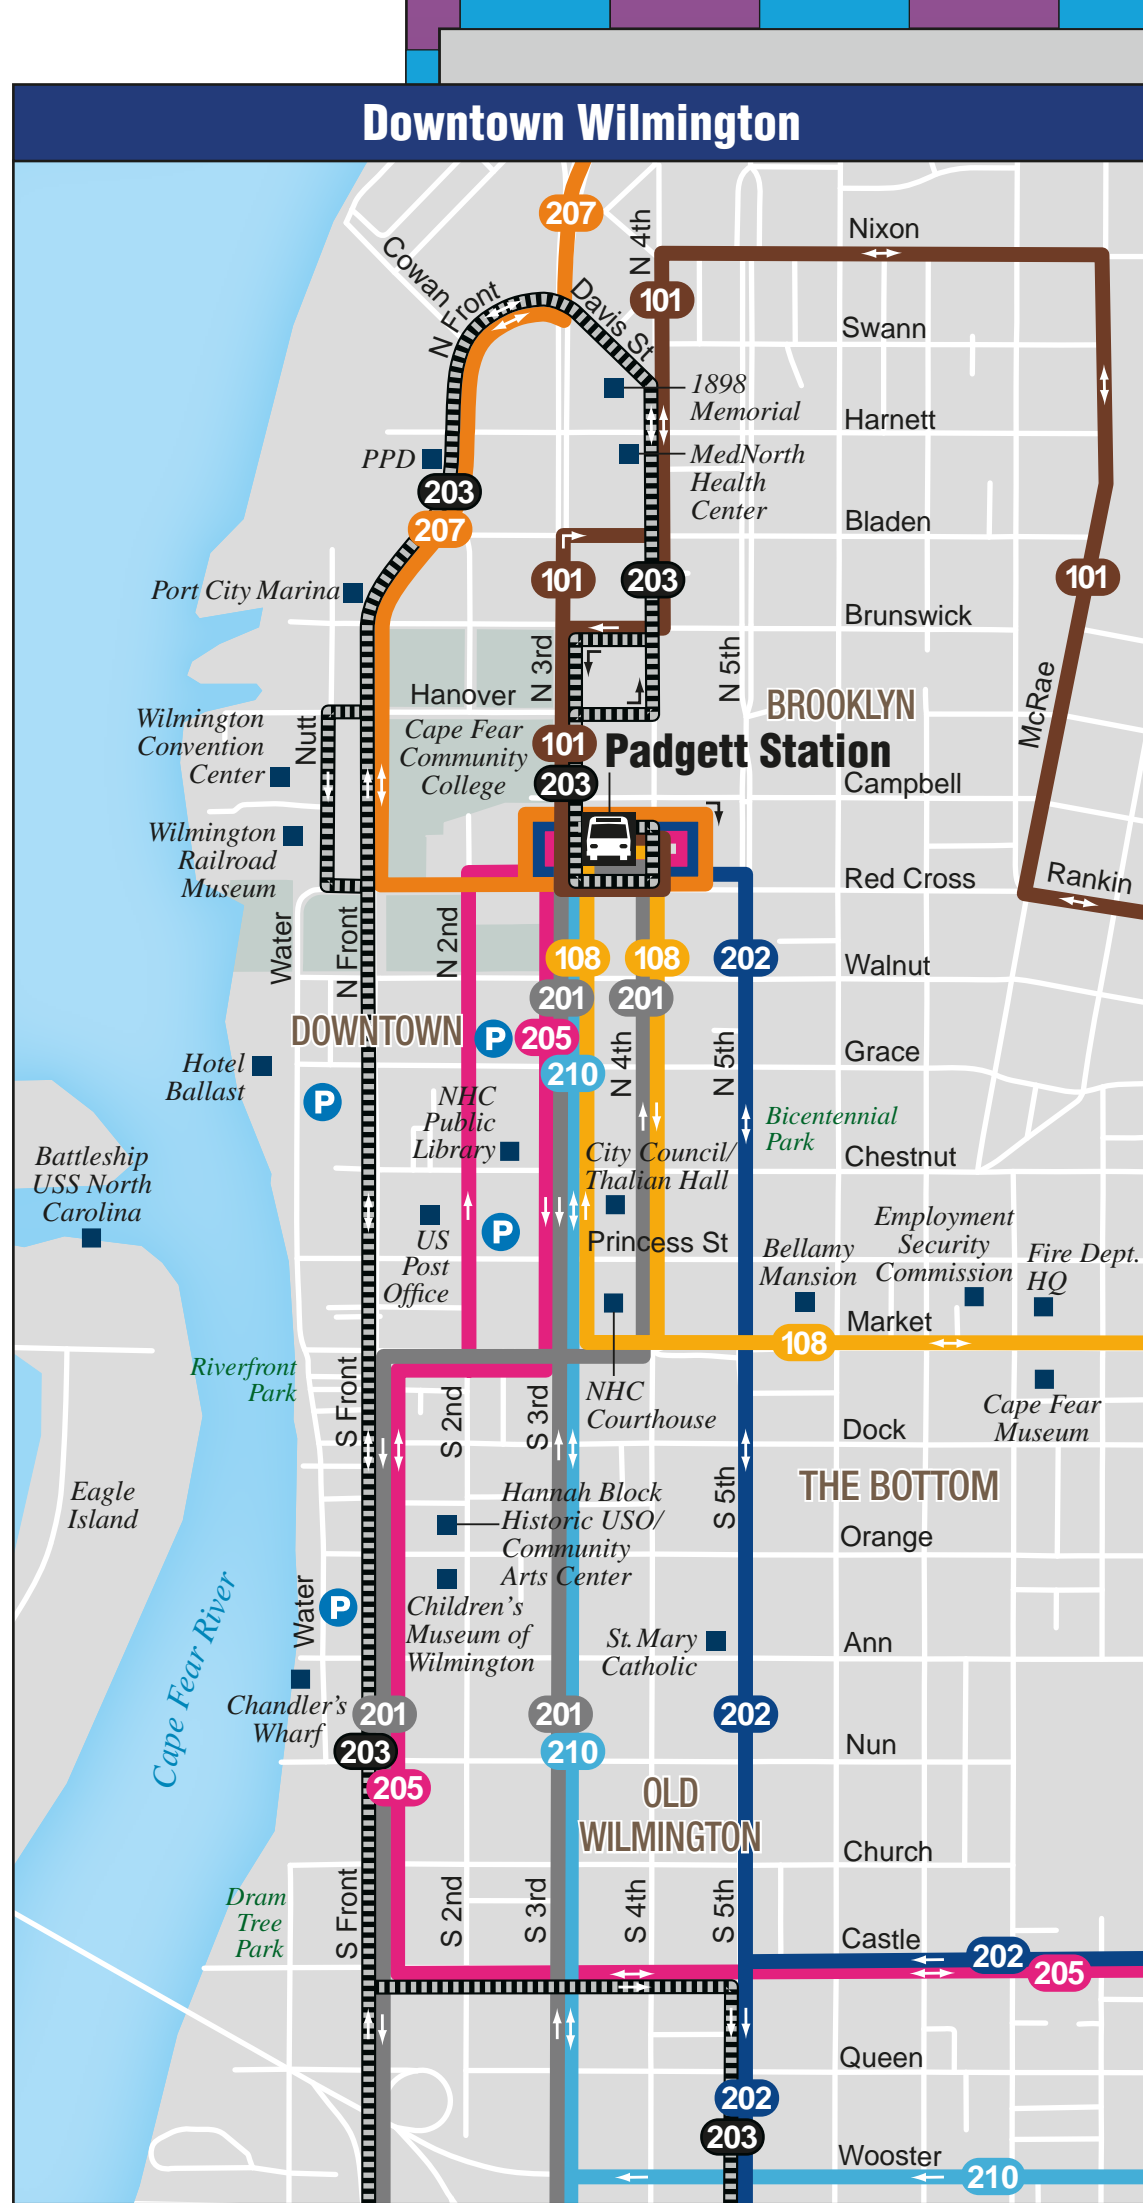 Downtown Wilmington
207
N 4th
Nixon
Cowan
N Front
Davis St
101
Swann
1898
Memorial
Harnett
PPD
MedNorth
Health
Center
203
207
Bladen
Port City Marina
101
203
101
Brunswick
N 3rd
N 5th
McRae
Hanover
BROOKLYN
Wilmington
Convention
Center
Nutt
Cape Fear
Community
College
101
203
Padgett Station
Campbell
Wilmington
Railroad
Museum
Red Cross
Rankin
Water
N Front
N 2nd
108
108
202
Walnut
201
201
DOWNTOWN
P
205
210
N 4th
N 5th
Grace
Hotel
Ballast
P
NHC
Public
Library
Bicentennial
Park
City Council/
Thalian Hall
Chestnut
Battleship
USS North
Carolina
US
Post
Office
P
Princess St
Bellamy
Mansion
Employment
Security
Commission
Fire Dept.
HQ
Market
108
Riverfront
Park
S Front
S 2nd
S 3rd
NHC
Courthouse
Cape Fear
Museum
Dock
Eagle
Island
THE BOTTOM
Hannah Block
Historic USO/
Community
Arts Center
S 5th
Orange
Cape Fear River
Water
P
Children's
Museum of
Wilmington
St. Mary
Catholic
Ann
Chandler's
Wharf
201
203
205
201
210
202
Nun
OLD
WILMINGTON
Church
Dram
Tree
Park
S Front
S 2nd
S 3rd
S 4th
S 5th
Castle
202
205
Queen
202
203
Wooster
210